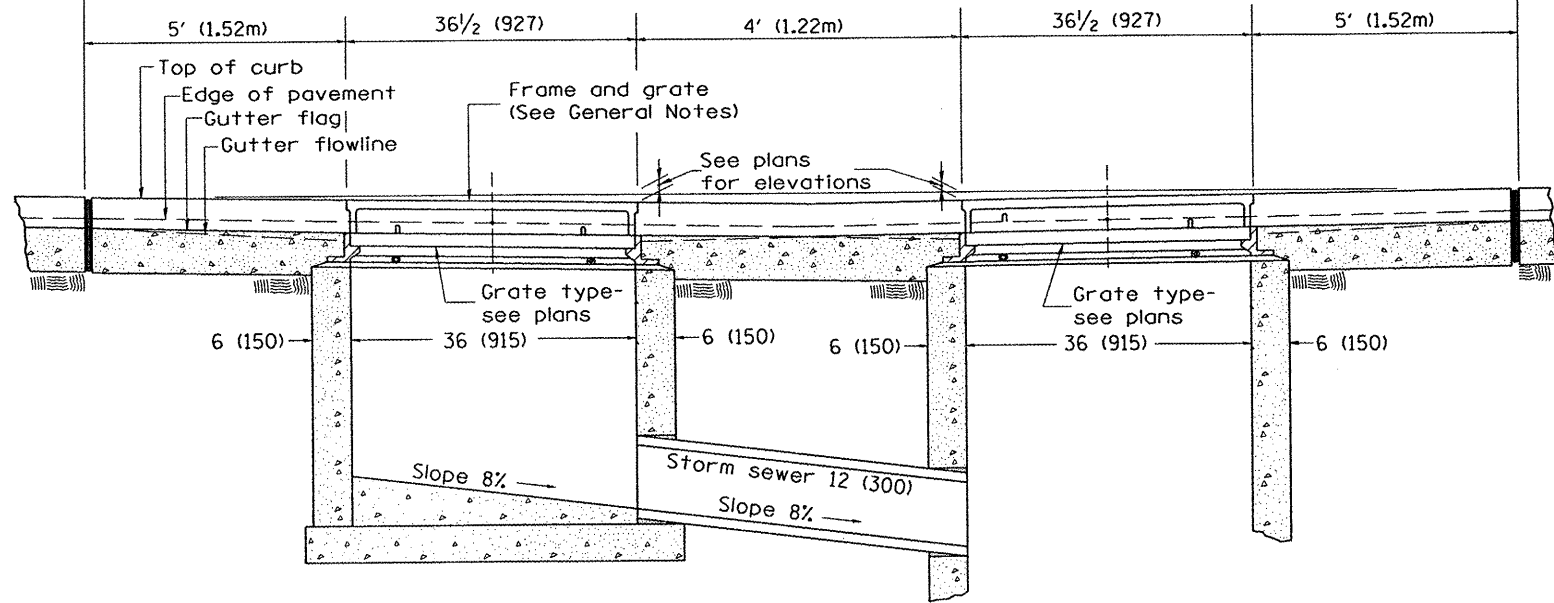 5' (1.52m)
36½ (927)
4' (1.22m)
36½ (927)
5' (1.52m)
Top of curb
Edge of pavement
Gutter flag
Gutter flowline
Frame and grate
(See General Notes)
See plans
for elevations
Grate type-
see plans
Grate type-
see plans
6 (150)
36 (915)
6 (150)
6 (150)
36 (915)
6 (150)
Slope 8%
Storm sewer 12 (300)
Slope 8%